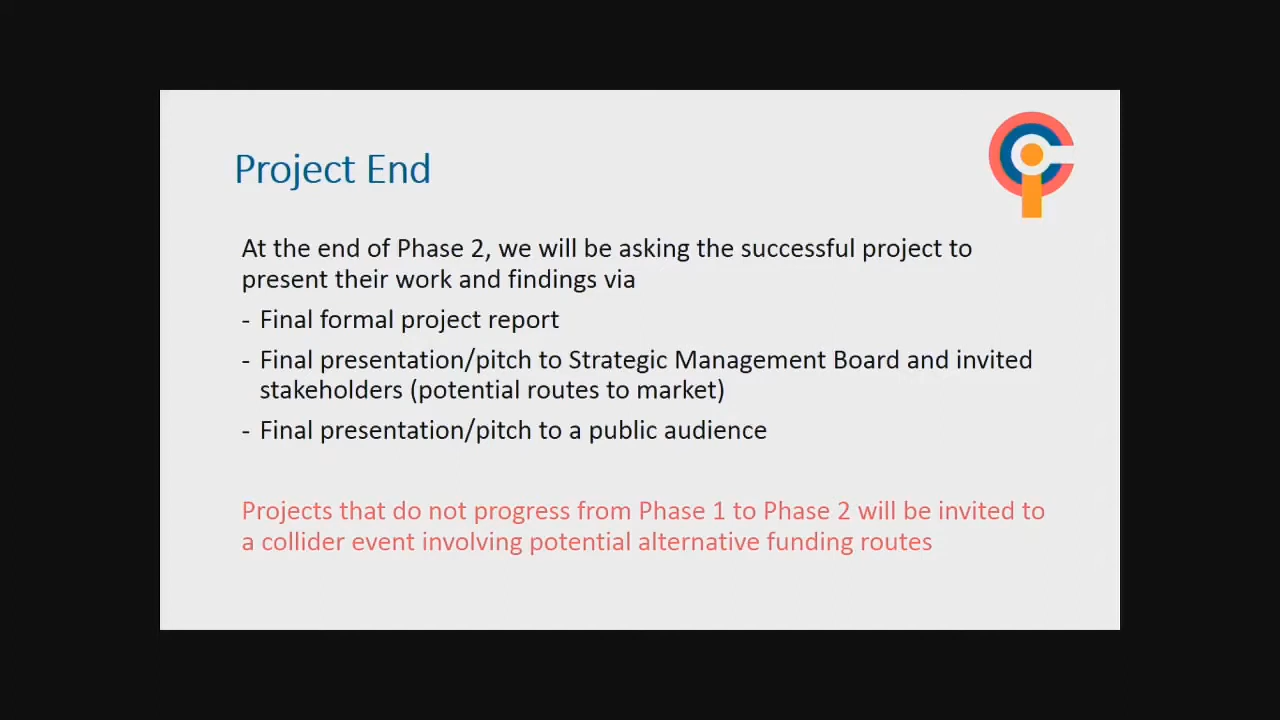 Project End
At the end of Phase 2, we will be asking the successful project to
present their work and findings via
- Final formal project report
- Final presentation/pitch to Strategic Management Board and invited
stakeholders (potential routes to market)
- Final presentation/pitch to a public audience
Projects that do not progress from Phase 1 to Phase 2 will be invited to
a collider event involving potential alternative funding routes